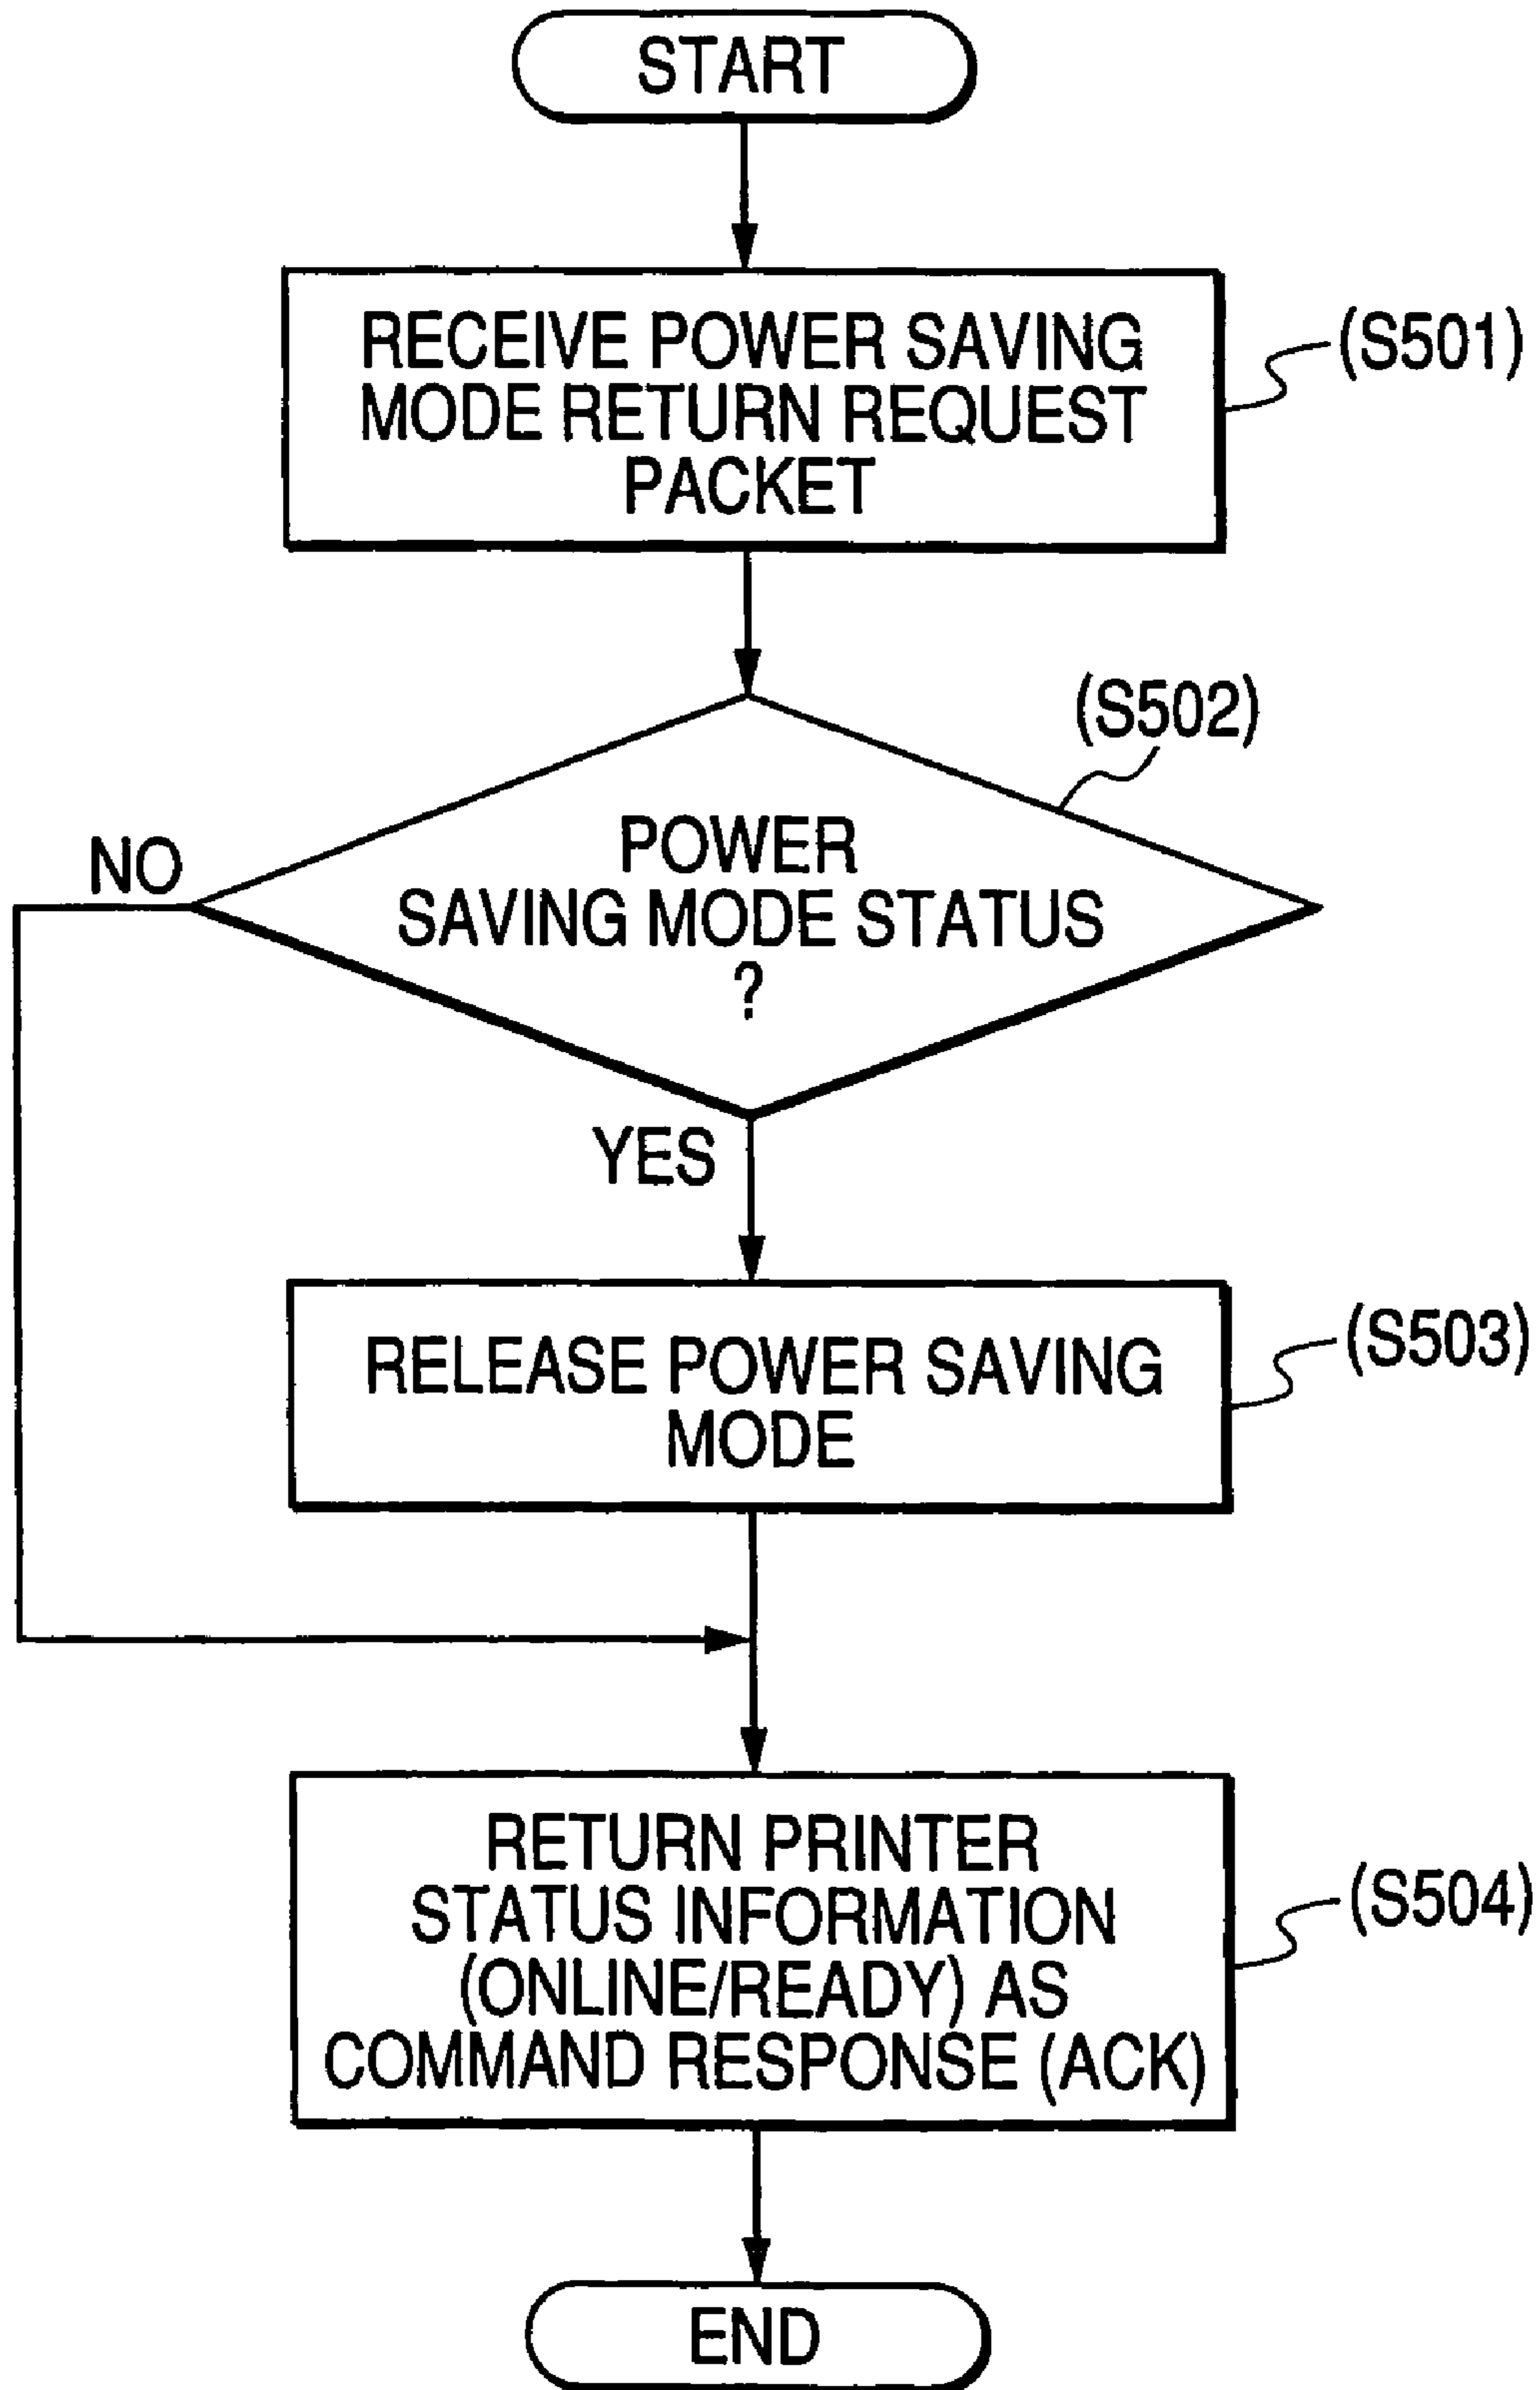 START
RECEIVE POWER SAVING
MODE RETURN REQUEST
PACKET
(S501)
(S502)
POWER
SAVING MODE STATUS
?
NO
YES
RELEASE POWER SAVING
MODE
(S503)
RETURN PRINTER
STATUS INFORMATION
(ONLINE/READY) AS
COMMAND RESPONSE (ACK)
(S504)
END